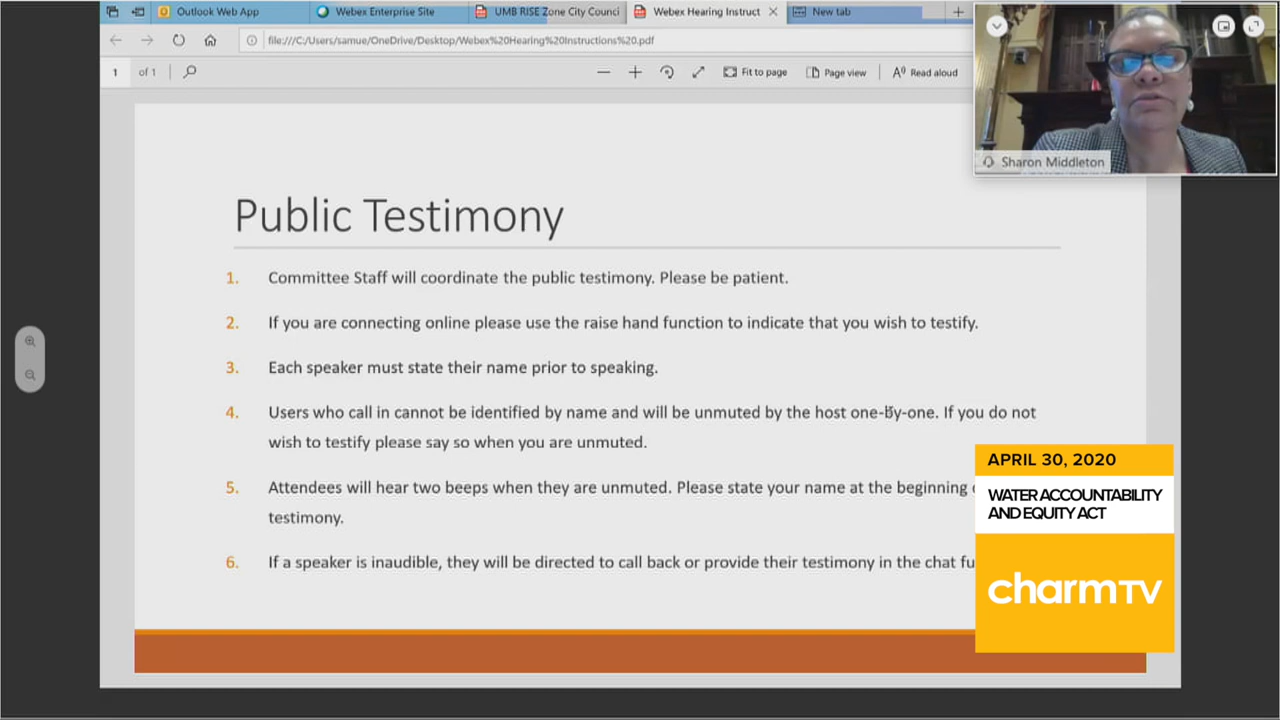 Outlook Web App
Webex Enterprise Site
UMB RISE Zone City Counci
Webex Hearing Instruct
New tab
file:///C:/Users/samue/OneDrive/Desktop/Webex%20Hearing%20Instructions%20.pdf
1 of 1
Fit to page
Page view
Read aloud
Sharon Middleton
Public Testimony
1. Committee Staff will coordinate the public testimony. Please be patient.
2. If you are connecting online please use the raise hand function to indicate that you wish to testify.
3. Each speaker must state their name prior to speaking.
4. Users who call in cannot be identified by name and will be unmuted by the host one-by-one. If you do not
wish to testify please say so when you are unmuted.
5. Attendees will hear two beeps when they are unmuted. Please state your name at the beginning
testimony.
6. If a speaker is inaudible, they will be directed to call back or provide their testimony in the chat fu
APRIL 30, 2020
WATER ACCOUNTABILITY
AND EQUITY ACT
charmTV